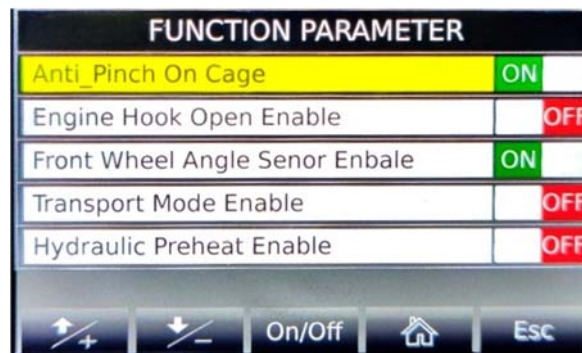 FUNCTION PARAMETER
Anti_Pinch On Cage ON
Engine Hook Open Enable OFF
Front Wheel Angle Senor Enbale ON
Transport Mode Enable OFF
Hydraulic Preheat Enable OFF
+ - On/Off Esc